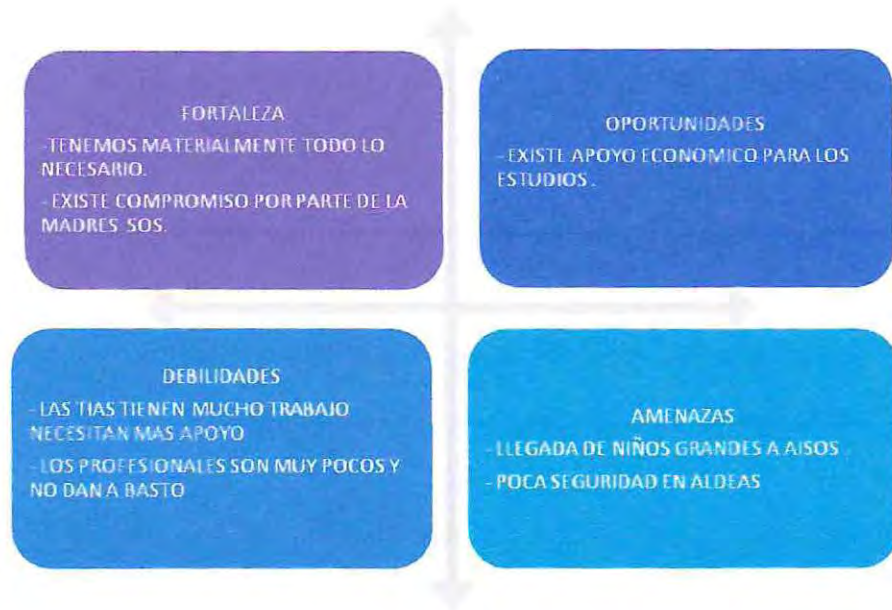 FORTALEZA
-TENEMOS MATERIALMENTE TODO LO
NECESARIO.
- EXISTE COMPROMISO POR PARTE DE LA
MADRES SOS.
OPORTUNIDADES
- EXISTE APOYO ECONOMICO PARA LOS
ESTUDIOS .
DEBILIDADES
- LAS TIAS TIENEN MUCHO TRABAJO
NECESITAN MAS APOYO
- LOS PROFESIONALES SON MUY POCOS Y
NO DAN A BASTO
AMENAZAS
- LLEGADA DE NIÑOS GRANDES A AISOS .
- POCA SEGURIDAD EN ALDEAS